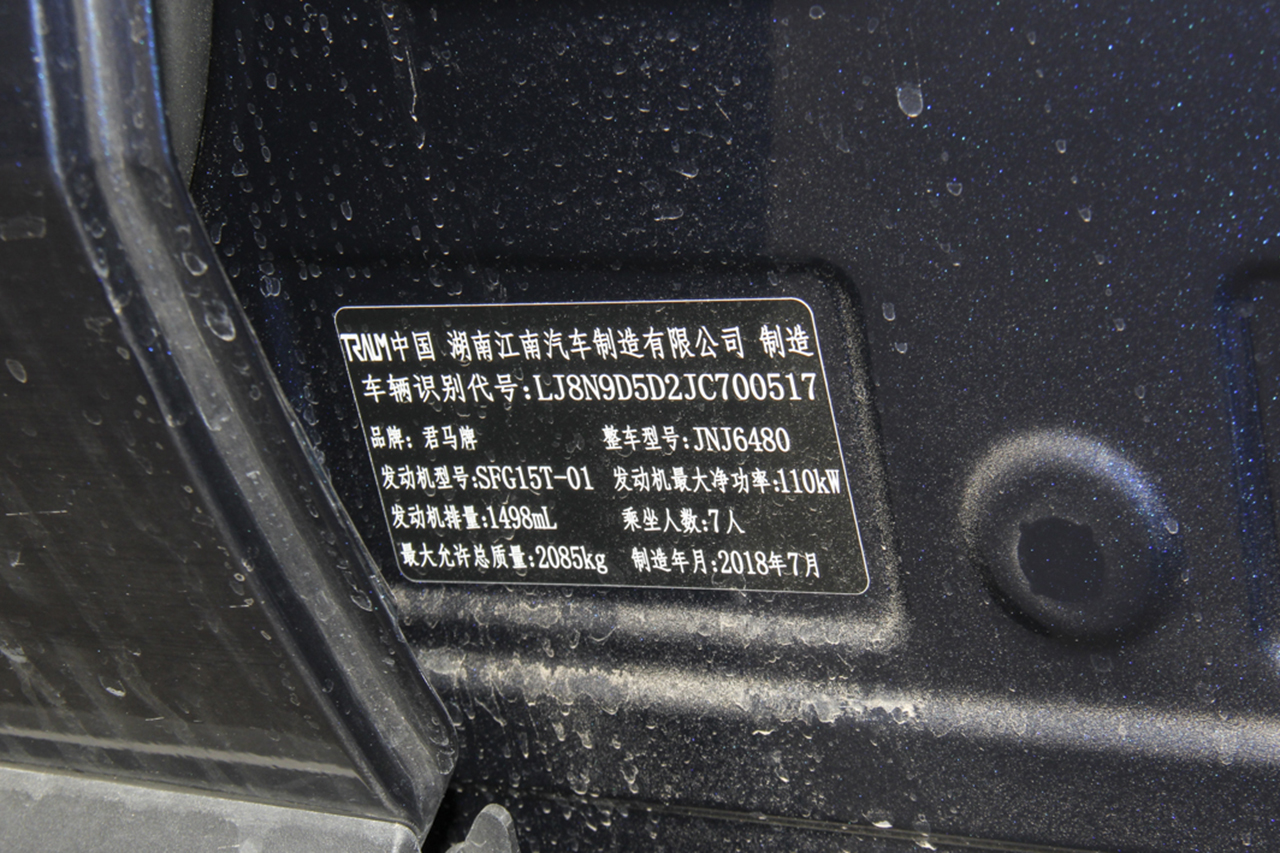 TRNM中国 湖南江南汽车制造有限公司 制造
车辆识别代号:LJ8N9D5D2JC700517
品牌: 君马牌 整车型号:JNJ6480
发动机型号:SFG15T-01 发动机最大净功率:110kW
发动机排量:1498mL 乘坐人数:7人
最大允许总质量:2085kg 制造年月:2018年7月